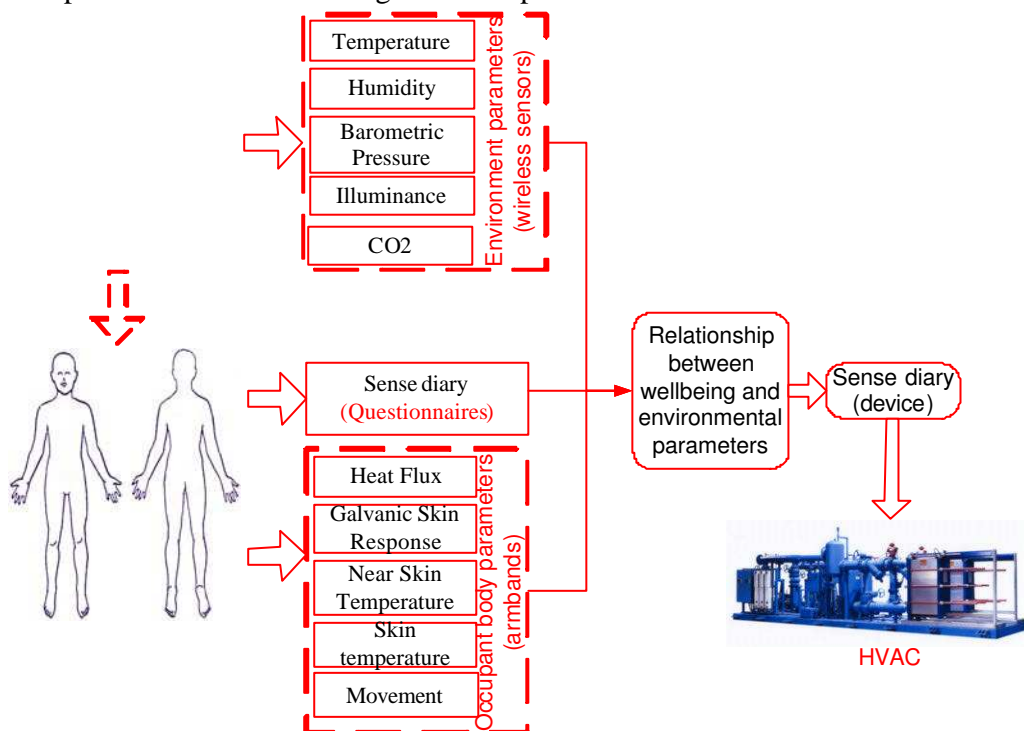 Temperature
Humidity
Barometric
Pressure
Illuminance
CO2
Environment parameters
(wireless sensors)
Sense diary
(Questionnaires)
Heat Flux
Galvanic Skin
Response
Near Skin
Temperature
Skin
temperature
Movement
Occupant body parameters
(armbands)
Relationship
between
wellbeing and
environmental
parameters
Sense diary
(device)
HVAC